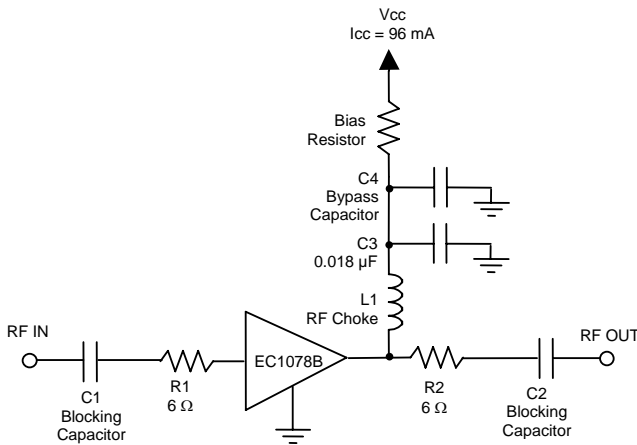 Vcc
Icc = 96 mA
Bias
Resistor
C4
Bypass
Capacitor
C3
0.018 µF
L1
RF Choke
RF IN
EC1078B
RF OUT
C1
Blocking
Capacitor
R1
6 Ω
R2
6 Ω
C2
Blocking
Capacitor